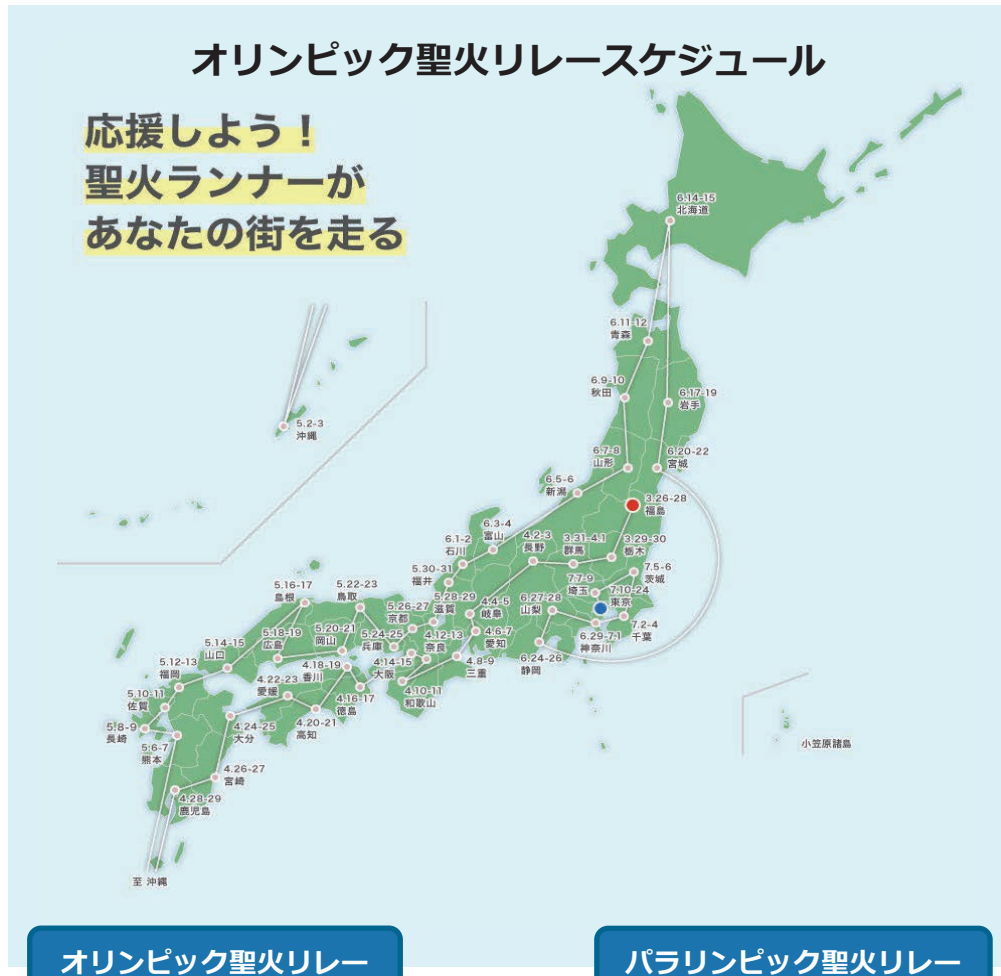 オリンピック聖火リレースケジュール
応援しよう！
聖火ランナーが
あなたの街を走る
6.14-15
北海道
6.11-12
青森
6.9-10
秋田
6.17-19
岩手
5.2-3
沖縄
6.7-8
山形
6.20-22
宮城
6.5-6
新潟
3.26-28
福島
6.3-4
富山
4.2-3
長野
3.31-4.1
群馬
3.29-30
栃木
6.1-2
石川
7.5-6
茨城
5.30-31
福井
7.7-9
埼玉
7.10-24
東京
5.16-17
島根
5.22-23
鳥取
5.28-29
滋賀
5.26-27
京都
4.4-5
岐阜
6.27-28
山梨
7.2-4
千葉
5.20-21
岡山
5.18-19
広島
5.24-25
兵庫
4.12-13
奈良
4.6-7
愛知
6.29-7.1
神奈川
5.14-15
山口
4.18-19
香川
4.14-15
大阪
4.8-9
三重
6.24-26
静岡
5.12-13
福岡
4.22-23
愛媛
4.16-17
徳島
4.10-11
和歌山
5.10-11
佐賀
4.20-21
高知
5.8-9
長崎
4.24-25
大分
5.6-7
熊本
小笠原諸島
4.26-27
宮崎
4.28-29
鹿児島
至 沖縄
オリンピック聖火リレー
パラリンピック聖火リレー